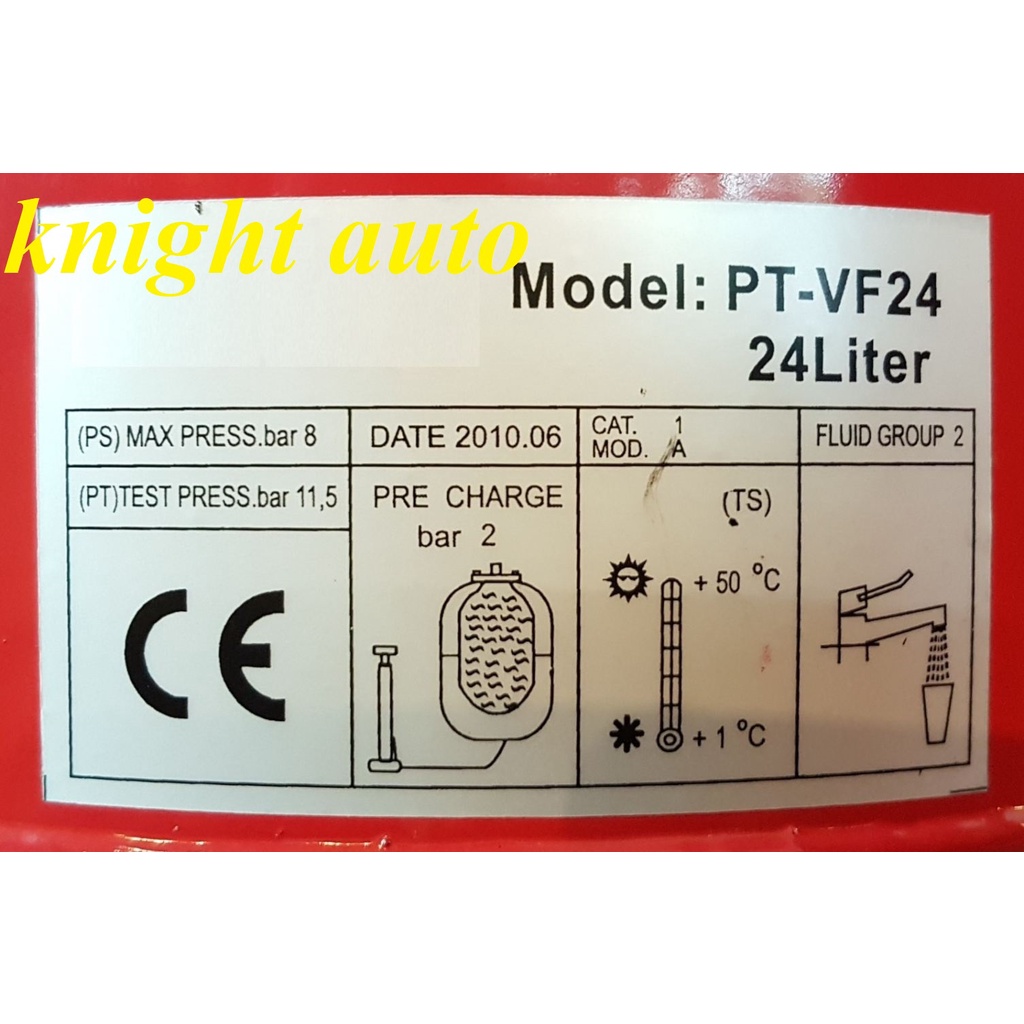 knight auto
Model: PT-VF24
24Liter
(PS) MAX PRESS.bar 8
DATE 2010.06
CAT. 1
MOD. A
FLUID GROUP 2
(PT)TEST PRESS.bar 11,5
PRE CHARGE
bar 2
(TS)
+ 50 °C
+ 1 °C
CE